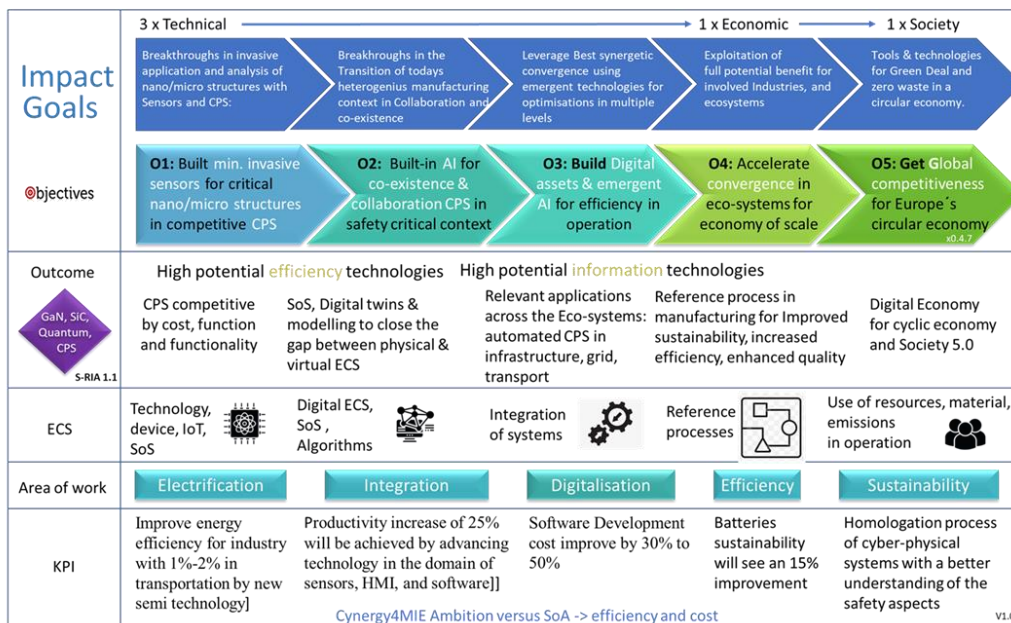 3 x Technical
1 x Economic
1 x Society
Impact
Goals
Breakthroughs in invasive
application and analysis of
nano/micro structures with
Sensors and CPS:
Breakthroughs in the
Transition of todays
heterogenius manufacturing
context in Collaboration and
co-existence
Leverage Best synergetic
convergence using
emergent technologies for
optimisations in multiple
levels
Exploitation of
full potential benefit for
involved Industries, and
ecosystems
Tools & technologies
for Green Deal and
zero waste in a
circular economy.
Objectives
O1: Built min. invasive
sensors for critical
nano/micro structures
in competitive CPS
O2: Built-in AI for
co-existence &
collaboration CPS in
safety critical context
O3: Build Digital
assets & emergent
AI for efficiency in
operation
O4: Accelerate
convergence in
eco-systems for
economy of scale
O5: Get Global
competitiveness
for Europe´s
circular economy
x0.4.7
Outcome
GaN, SiC,
Quantum,
CPS
S-RIA 1.1
High potential efficiency technologies
High potential information technologies
CPS competitive
by cost, function
and functionality
SoS, Digital twins &
modelling to close the
gap between physical &
virtual ECS
Relevant applications
across the Eco-systems:
automated CPS in
infrastructure, grid,
transport
Reference process in
manufacturing for Improved
sustainability, increased
efficiency, enhanced quality
Digital Economy
for cyclic economy
and Society 5.0
ECS
Technology,
device, IoT,
SoS
Digital ECS,
SoS ,
Algorithms
Integration
of systems
Reference
processes
Use of resources, material,
emissions
in operation
Area of work
Electrification
Integration
Digitalisation
Efficiency
Sustainability
KPI
Improve energy
efficiency for industry
with 1%-2% in
transportation by new
semi technology]
Productivity increase of 25%
will be achieved by advancing
technology in the domain of
sensors, HMI, and software]]
Software Development
cost improve by 30% to
50%
Batteries
sustainability
will see an 15%
improvement
Homologation process
of cyber-physical
systems with a better
understanding of the
safety aspects
Cynergy4MIE Ambition versus SoA -> efficiency and cost